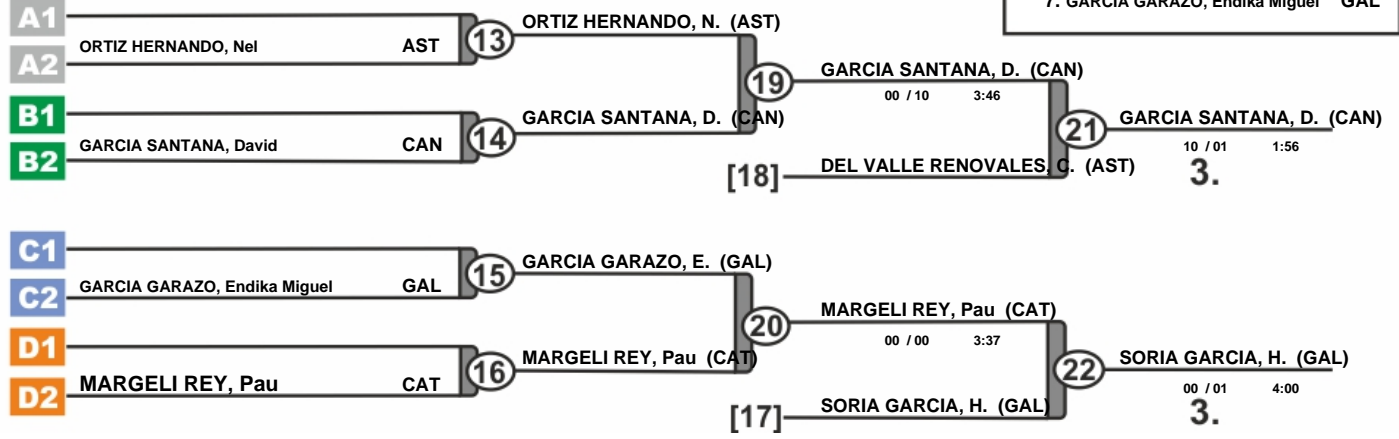 7. GARCIA GARAZO, Endika Miguel GAL
A1
ORTIZ HERNANDO, Nel AST
A2
13
ORTIZ HERNANDO, N. (AST)
B1
GARCIA SANTANA, David CAN
B2
14
GARCIA SANTANA, D. (CAN)
19
GARCIA SANTANA, D. (CAN)
00 / 10 3:46
[18]
DEL VALLE RENOVALES, C. (AST)
21
GARCIA SANTANA, D. (CAN)
10 / 01 1:56
3.
C1
GARCIA GARAZO, Endika Miguel GAL
C2
15
GARCIA GARAZO, E. (GAL)
D1
MARGELI REY, Pau CAT
D2
16
MARGELI REY, Pau (CAT)
20
MARGELI REY, Pau (CAT)
00 / 00 3:37
[17]
SORIA GARCIA, H. (GAL)
22
SORIA GARCIA, H. (GAL)
00 / 01 4:00
3.